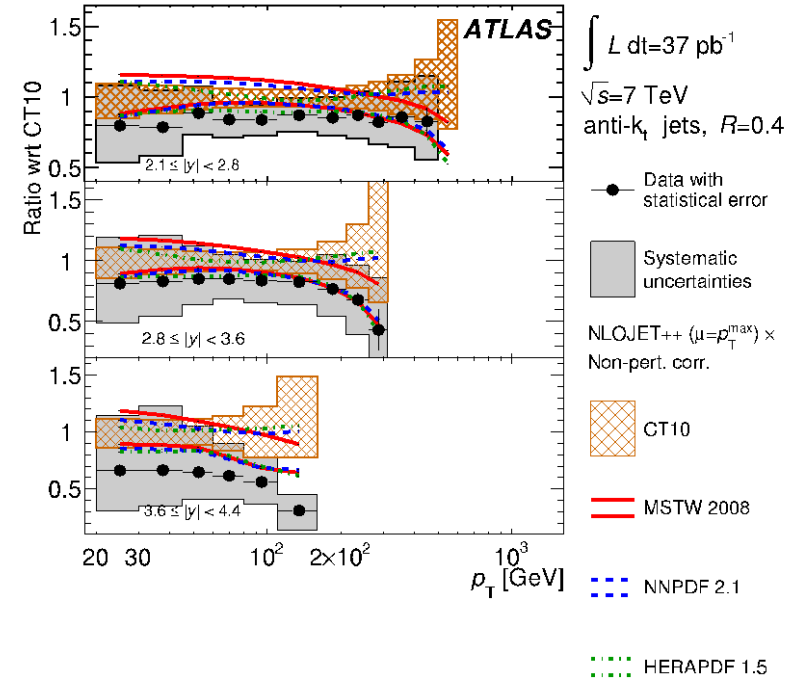 Ratio wrt CT10
1.5
1
0.5
ATLAS
2.1 ≤ |y| < 2.8
1.5
1
0.5
2.8 ≤ |y| < 3.6
1.5
1
0.5
3.6 ≤ |y| < 4.4
20 30 10² 2×10² 10³
p_T [GeV]
∫ L dt=37 pb⁻¹
√s=7 TeV
anti-k_t jets, R=0.4
Data with
statistical error
Systematic
uncertainties
NLOJET++ (μ=p_T^max) ×
Non-pert. corr.
CT10
MSTW 2008
NNPDF 2.1
HERAPDF 1.5